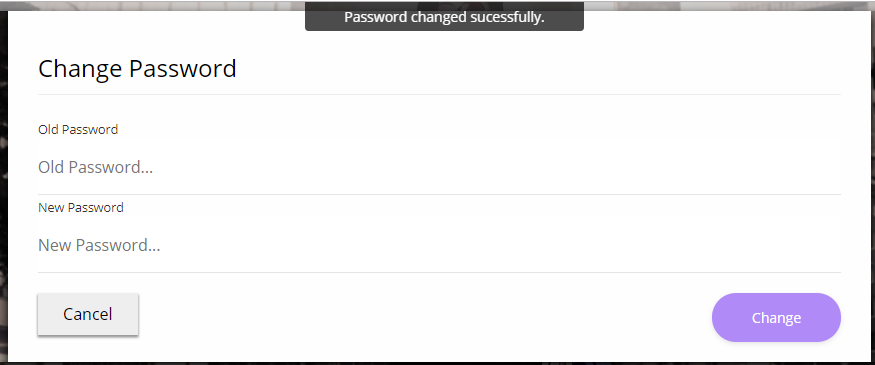 Password changed sucessfully.
Change Password
Old Password
Old Password...
New Password
New Password...
Cancel
Change